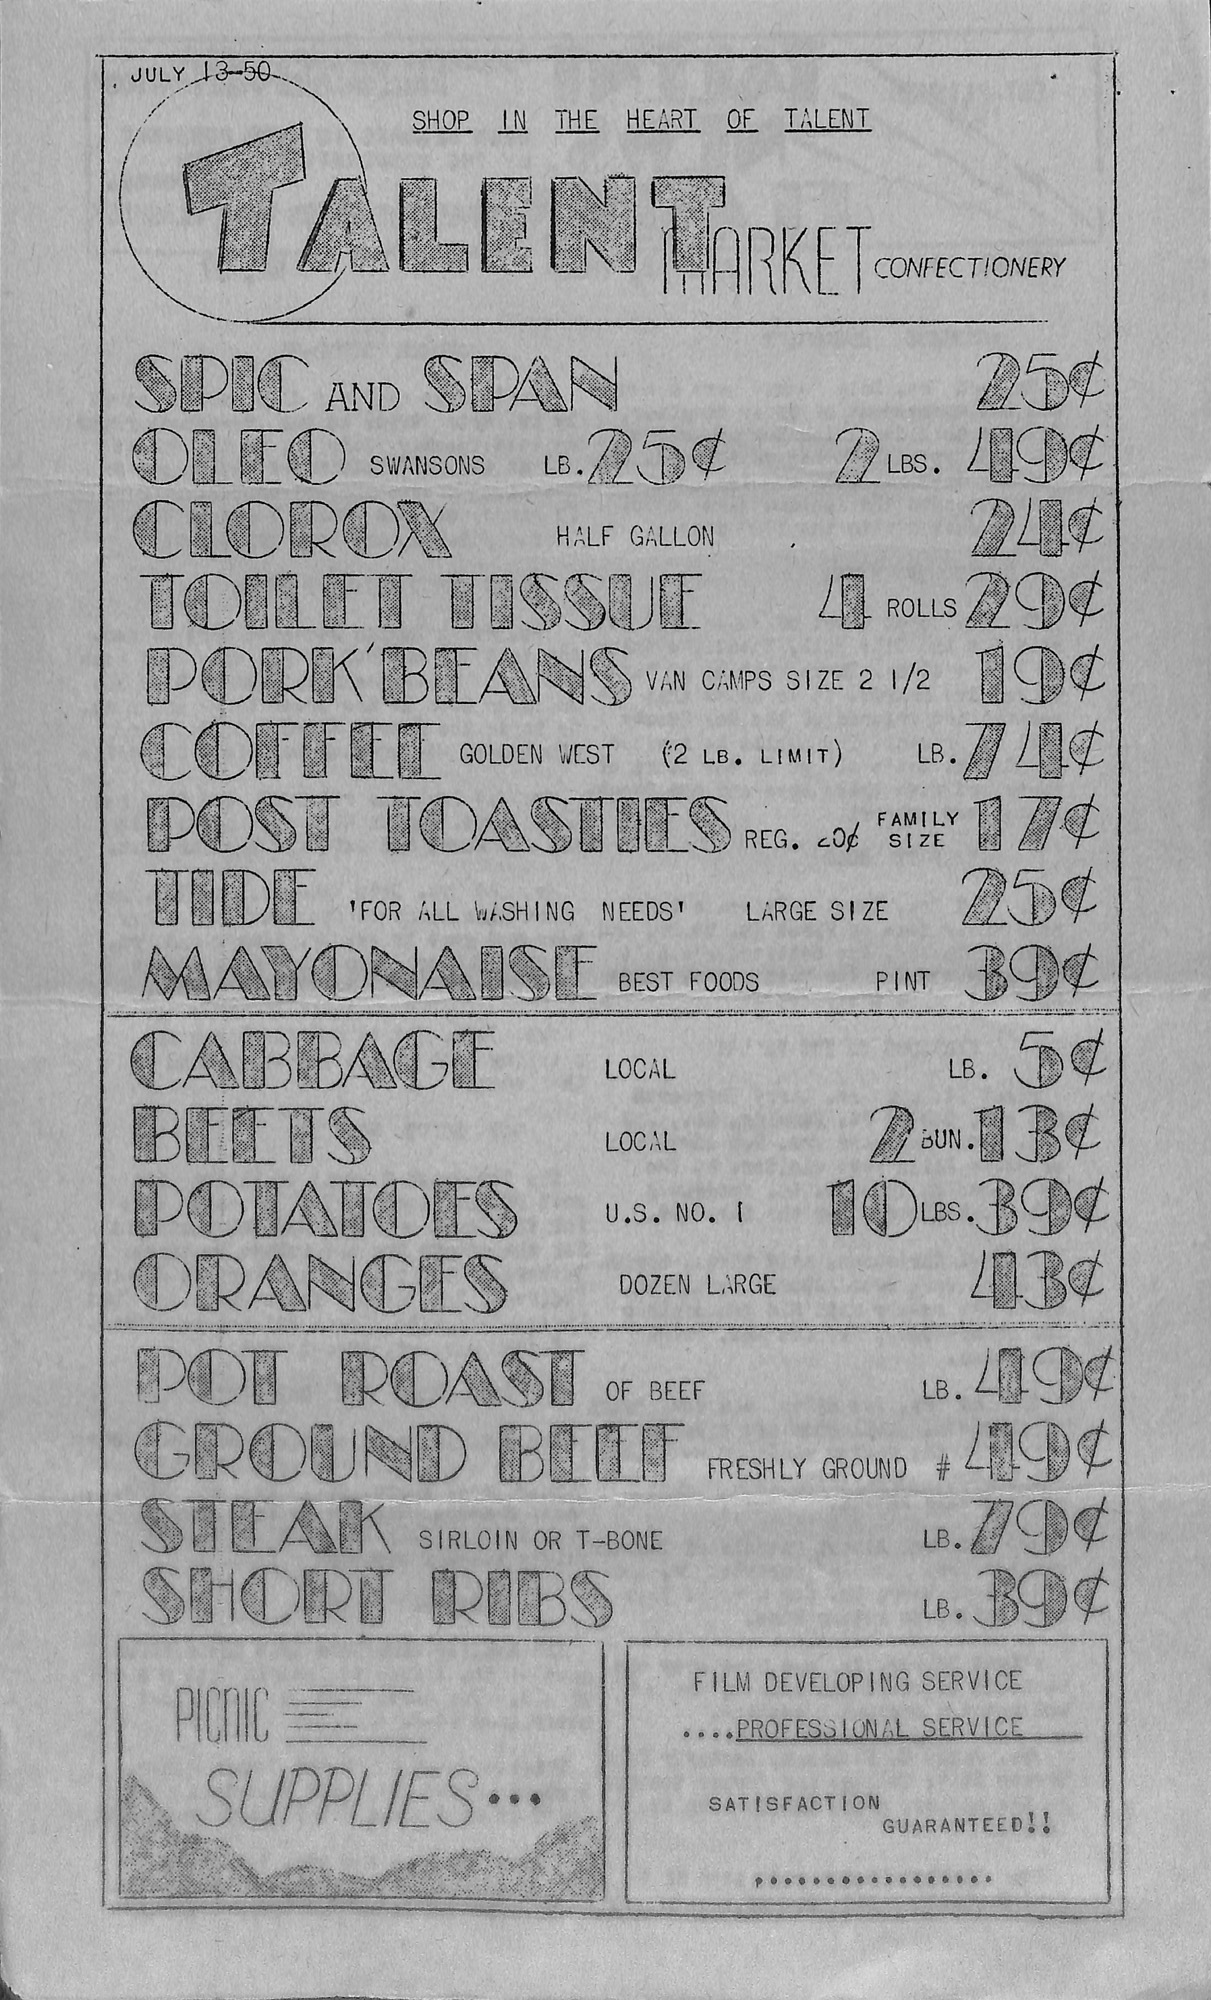 JULY 13-50
SHOP IN THE HEART OF TALENT
TALENT MARKET CONFECTIONERY
SPIC AND SPAN 25¢
OLEO SWANSONS LB. 25¢ 2 LBS. 49¢
CLOROX HALF GALLON 24¢
TOILET TISSUE 4 ROLLS 29¢
PORK'BEANS VAN CAMPS SIZE 2 1/2 19¢
COFFEE GOLDEN WEST (2 LB. LIMIT) LB. 74¢
POST TOASTIES REG. 20¢ FAMILY SIZE 17¢
TIDE 'FOR ALL WASHING NEEDS' LARGE SIZE 25¢
MAYONAISE BEST FOODS PINT 39¢
CABBAGE LOCAL LB. 5¢
BEETS LOCAL 2 BUN. 13¢
POTATOES U.S. NO. 1 10 LBS. 39¢
ORANGES DOZEN LARGE 43¢
POT ROAST OF BEEF LB. 49¢
GROUND BEEF FRESHLY GROUND # 49¢
STEAK SIRLOIN OR T-BONE LB. 79¢
SHORT RIBS LB. 39¢
PICNIC
SUPPLIES...
FILM DEVELOPING SERVICE
....PROFESSIONAL SERVICE
SATISFACTION
GUARANTEED!!